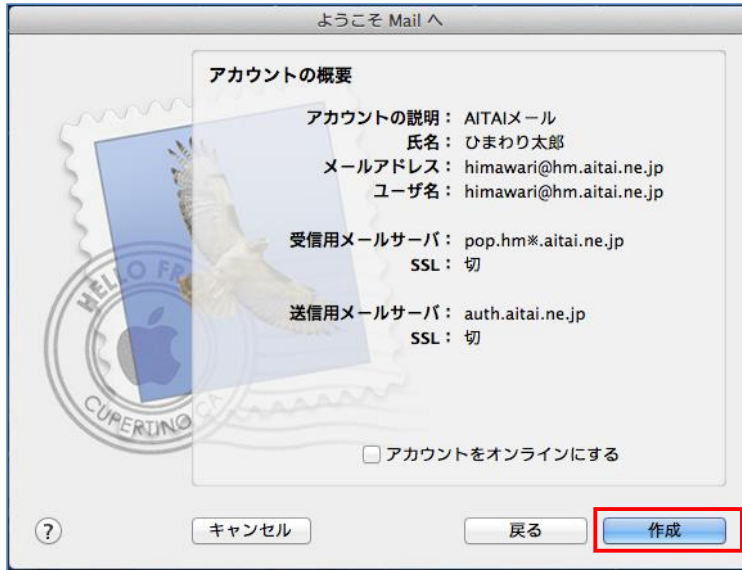 ようこそ Mail へ
アカウントの概要
アカウントの説明： AITAIメール
氏名： ひまわり太郎
メールアドレス： himawari@hm.aitai.ne.jp
ユーザ名： himawari@hm.aitai.ne.jp
受信用メールサーバ： pop.hm※.aitai.ne.jp
SSL： 切
送信用メールサーバ： auth.aitai.ne.jp
SSL： 切
HELLO FR
CUPERTINO CA
アカウントをオンラインにする
? キャンセル 戻る 作成